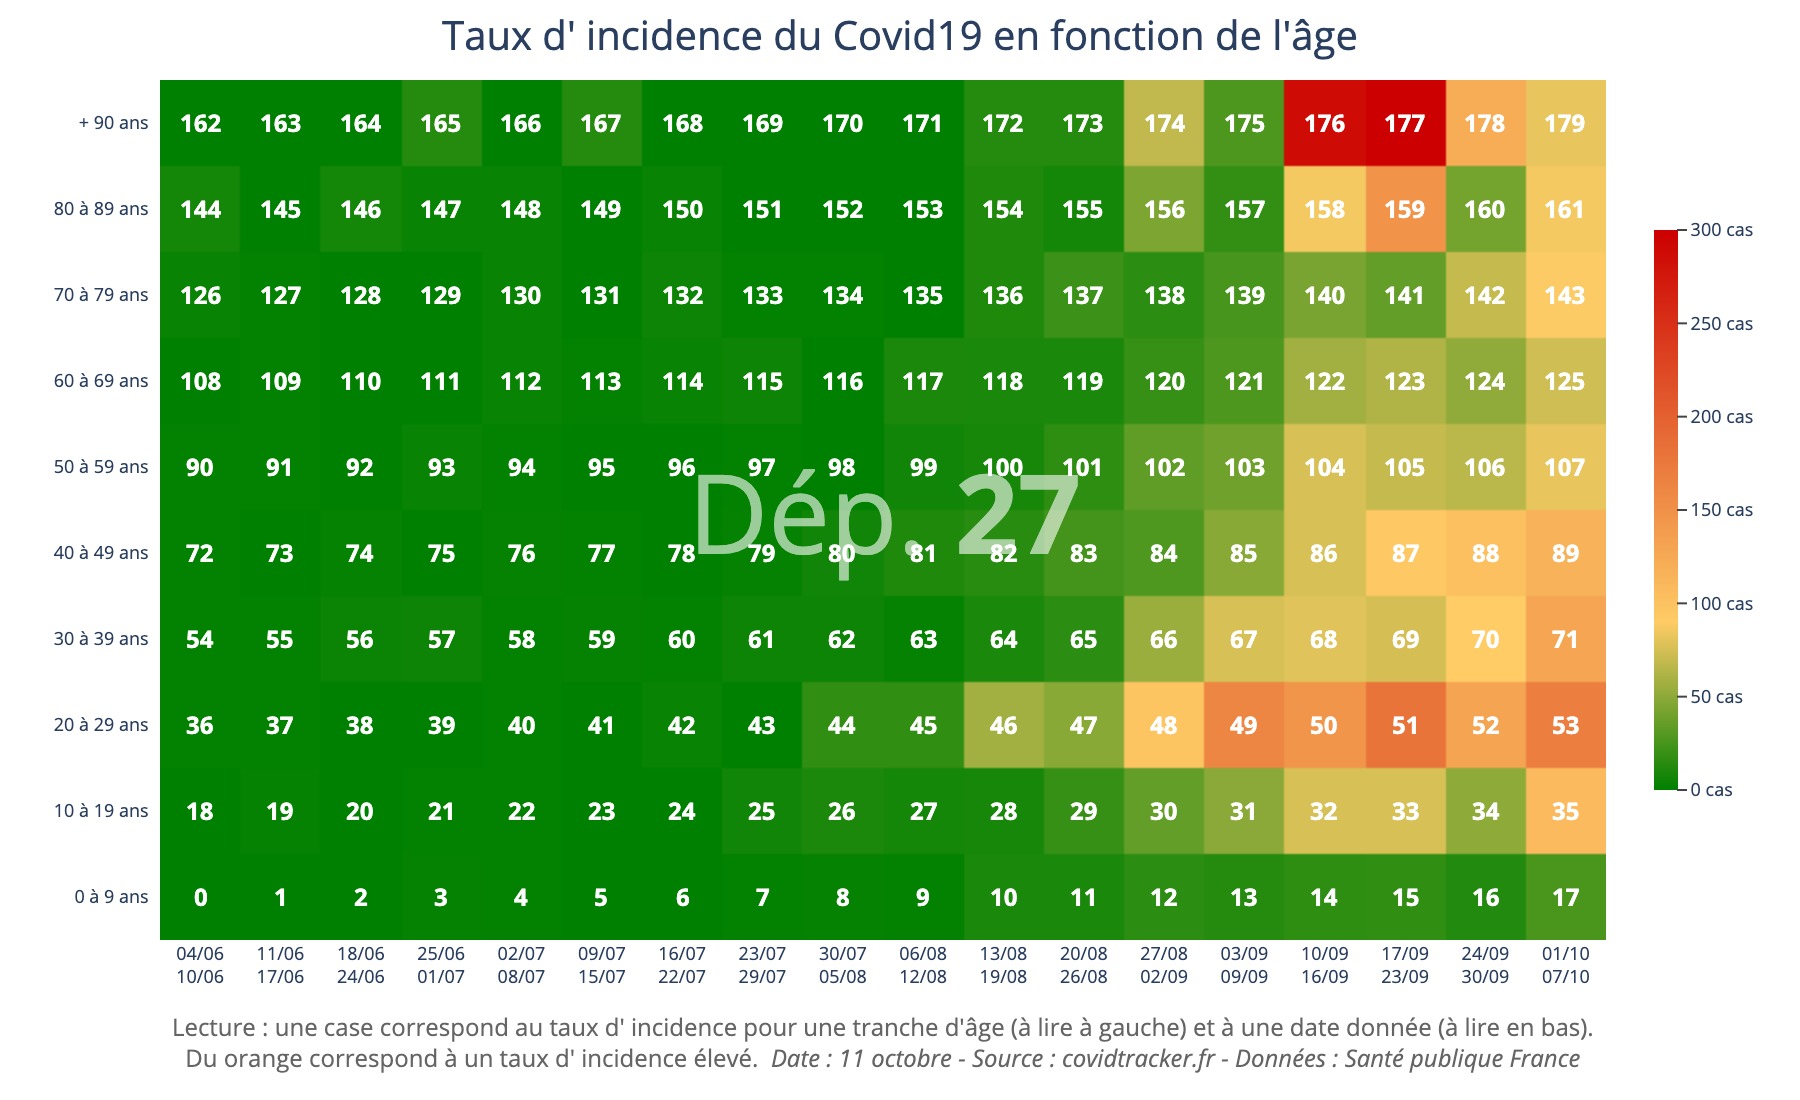 Taux d' incidence du Covid19 en fonction de l'âge
+ 90 ans 162 163 164 165 166 167 168 169 170 171 172 173 174 175 176 177 178 179
80 à 89 ans 144 145 146 147 148 149 150 151 152 153 154 155 156 157 158 159 160 161
70 à 79 ans 126 127 128 129 130 131 132 133 134 135 136 137 138 139 140 141 142 143
60 à 69 ans 108 109 110 111 112 113 114 115 116 117 118 119 120 121 122 123 124 125
50 à 59 ans 90 91 92 93 94 95 96 97 98 99 100 101 102 103 104 105 106 107
Dép. 27
40 à 49 ans 72 73 74 75 76 77 78 79 80 81 82 83 84 85 86 87 88 89
30 à 39 ans 54 55 56 57 58 59 60 61 62 63 64 65 66 67 68 69 70 71
20 à 29 ans 36 37 38 39 40 41 42 43 44 45 46 47 48 49 50 51 52 53
10 à 19 ans 18 19 20 21 22 23 24 25 26 27 28 29 30 31 32 33 34 35
0 à 9 ans 0 1 2 3 4 5 6 7 8 9 10 11 12 13 14 15 16 17
04/06 11/06 18/06 25/06 02/07 09/07 16/07 23/07 30/07 06/08 13/08 20/08 27/08 03/09 10/09 17/09 24/09 01/10
10/06 17/06 24/06 01/07 08/07 15/07 22/07 29/07 05/08 12/08 19/08 26/08 02/09 09/09 16/09 23/09 30/09 07/10
300 cas
250 cas
200 cas
150 cas
100 cas
50 cas
0 cas
Lecture : une case correspond au taux d' incidence pour une tranche d'âge (à lire à gauche) et à une date donnée (à lire en bas).
Du orange correspond à un taux d' incidence élevé. Date : 11 octobre - Source : covidtracker.fr - Données : Santé publique France